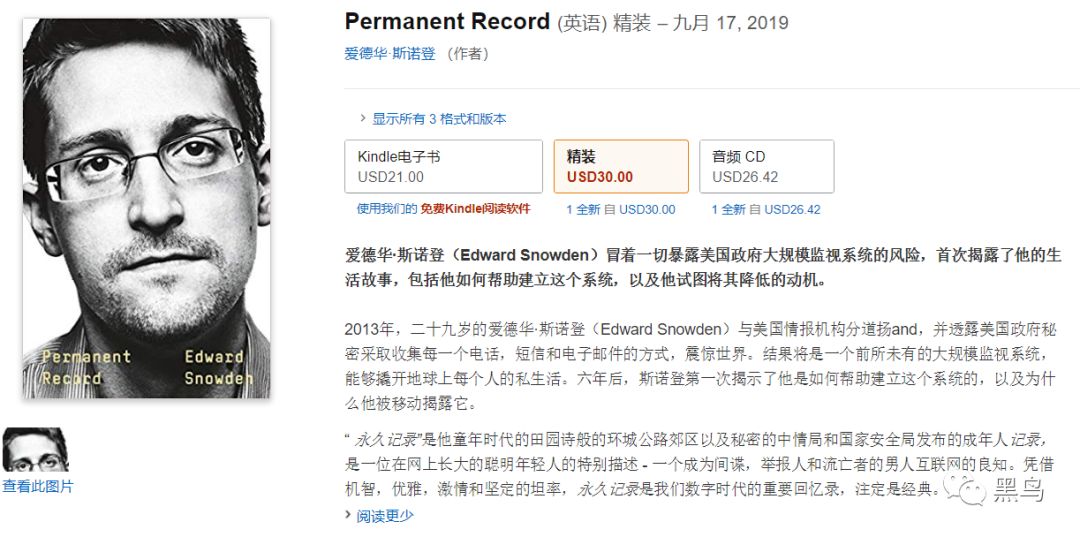 Permanent Record (英语) 精装 – 九月 17, 2019
爱德华·斯诺登 (作者)
显示所有 3 格式和版本
Kindle电子书
USD21.00
精装
USD30.00
音频 CD
USD26.42
使用我们的 免费Kindle阅读软件
1 全新 自 USD30.00
1 全新 自 USD26.42
爱德华·斯诺登（Edward Snowden）冒着一切暴露美国政府大规模监视系统的风险，首次揭露了他的生
活故事，包括他如何帮助建立这个系统，以及他试图将其降低的动机。
2013年，二十九岁的爱德华·斯诺登（Edward Snowden）与美国情报机构分道扬and，并透露美国政府秘
密采取收集每一个电话，短信和电子邮件的方式，震惊世界。结果将是一个前所未有的大规模监视系统，
能够撬开地球上每个人的私生活。六年后，斯诺登第一次揭示了他是如何帮助建立这个系统的，以及为什
么他被移动揭露它。
“ 永久记录”是他童年时代的田园诗般的环城公路郊区以及秘密的中情局和国家安全局发布的成年人记录，
是一位在网上长大的聪明年轻人的特别描述 - 一个成为间谍，举报人和流亡者的男人互联网的良知。凭借
机智，优雅，激情和坚定的坦率，永久记录是我们数字时代的重要回忆录，注定是经典。
阅读更少
Permanent Edward
Record Snowden
查看此图片
黑鸟